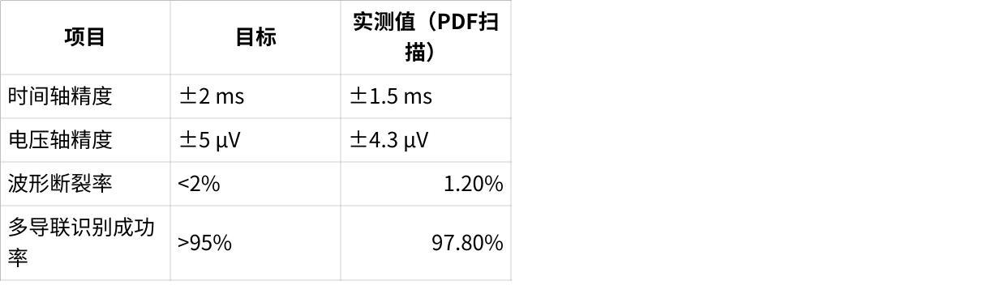 项目 目标 实测值（PDF扫
描）
时间轴精度 ±2 ms ±1.5 ms
电压轴精度 ±5 μV ±4.3 μV
波形断裂率 <2% 1.20%
多导联识别成功
率 >95% 97.80%